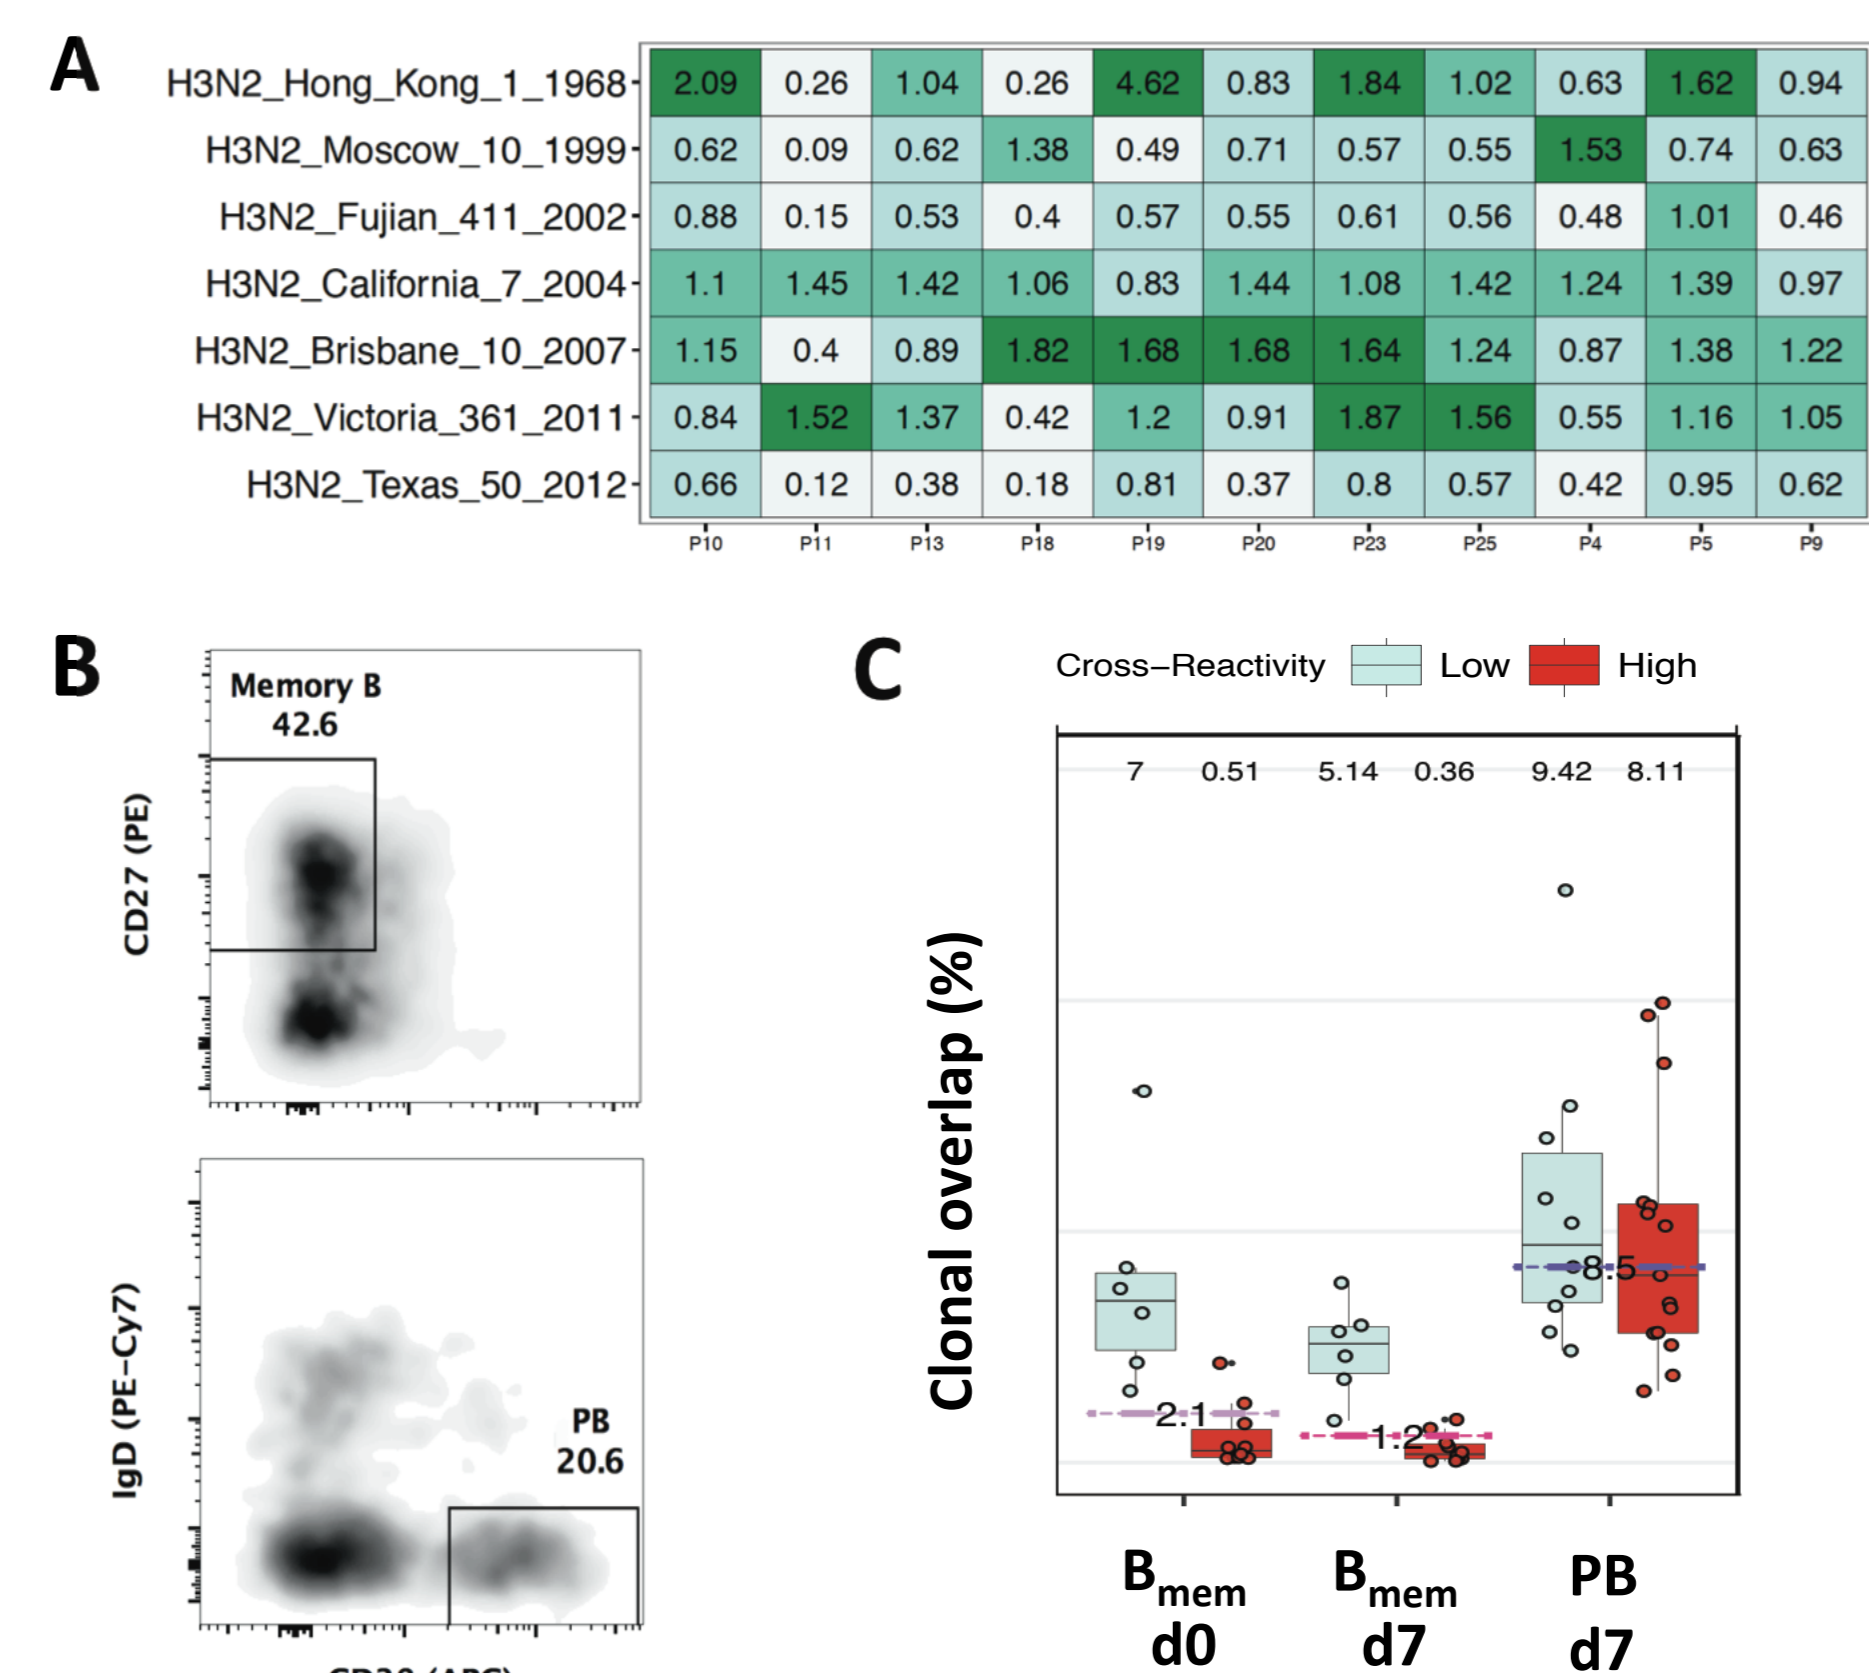 A
H3N2_Hong_Kong_1_1968 2.09 0.26 1.04 0.26 4.62 0.83 1.84 1.02 0.63 1.62 0.94
H3N2_Moscow_10_1999 0.62 0.09 0.62 1.38 0.49 0.71 0.57 0.55 1.53 0.74 0.63
H3N2_Fujian_411_2002 0.88 0.15 0.53 0.4 0.57 0.55 0.61 0.56 0.48 1.01 0.46
H3N2_California_7_2004 1.1 1.45 1.42 1.06 0.83 1.44 1.08 1.42 1.24 1.39 0.97
H3N2_Brisbane_10_2007 1.15 0.4 0.89 1.82 1.68 1.68 1.64 1.24 0.87 1.38 1.22
H3N2_Victoria_361_2011 0.84 1.52 1.37 0.42 1.2 0.91 1.87 1.56 0.55 1.16 1.05
H3N2_Texas_50_2012 0.66 0.12 0.38 0.18 0.81 0.37 0.8 0.57 0.42 0.95 0.62
P10 P11 P13 P18 P19 P20 P23 P25 P4 P5 P9
B
Memory B
42.6
CD27 (PE)
PB
20.6
IgD (PE-Cy7)
C
Cross-Reactivity Low High
7 0.51 5.14 0.36 9.42 8.11
Clonal overlap (%)
2.1
1.2
8.5
Bmem Bmem PB
d0 d7 d7